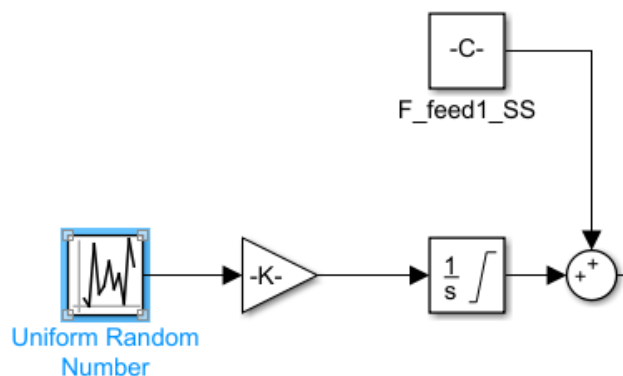 -C-
F_feed1_SS
-K-
1
s
+
+
Uniform Random
Number